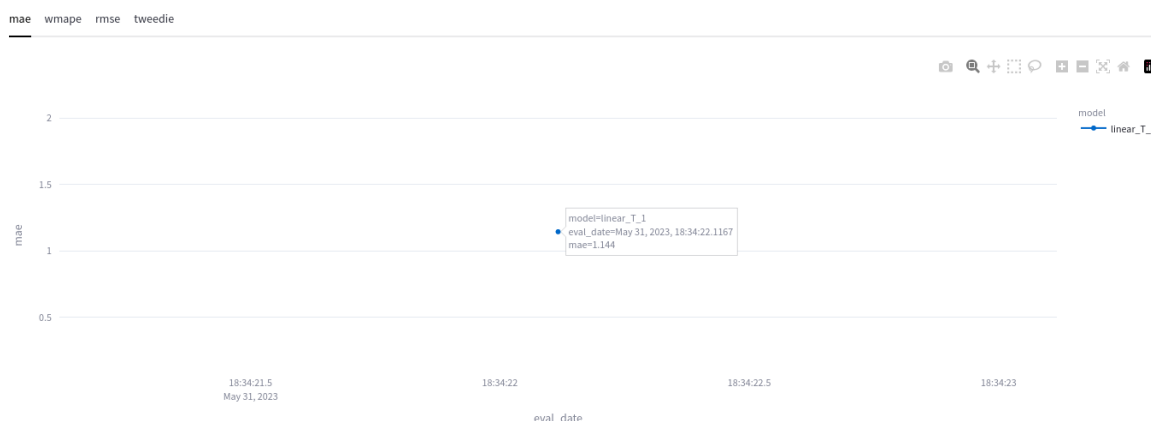 mae wmape rmse tweedie
model
linear_T_
2
1.5
1
0.5
mae
model=linear_T_1
eval_date=May 31, 2023, 18:34:22.1167
mae=1.144
18:34:21.5 18:34:22 18:34:22.5 18:34:23
May 31, 2023
eval_date